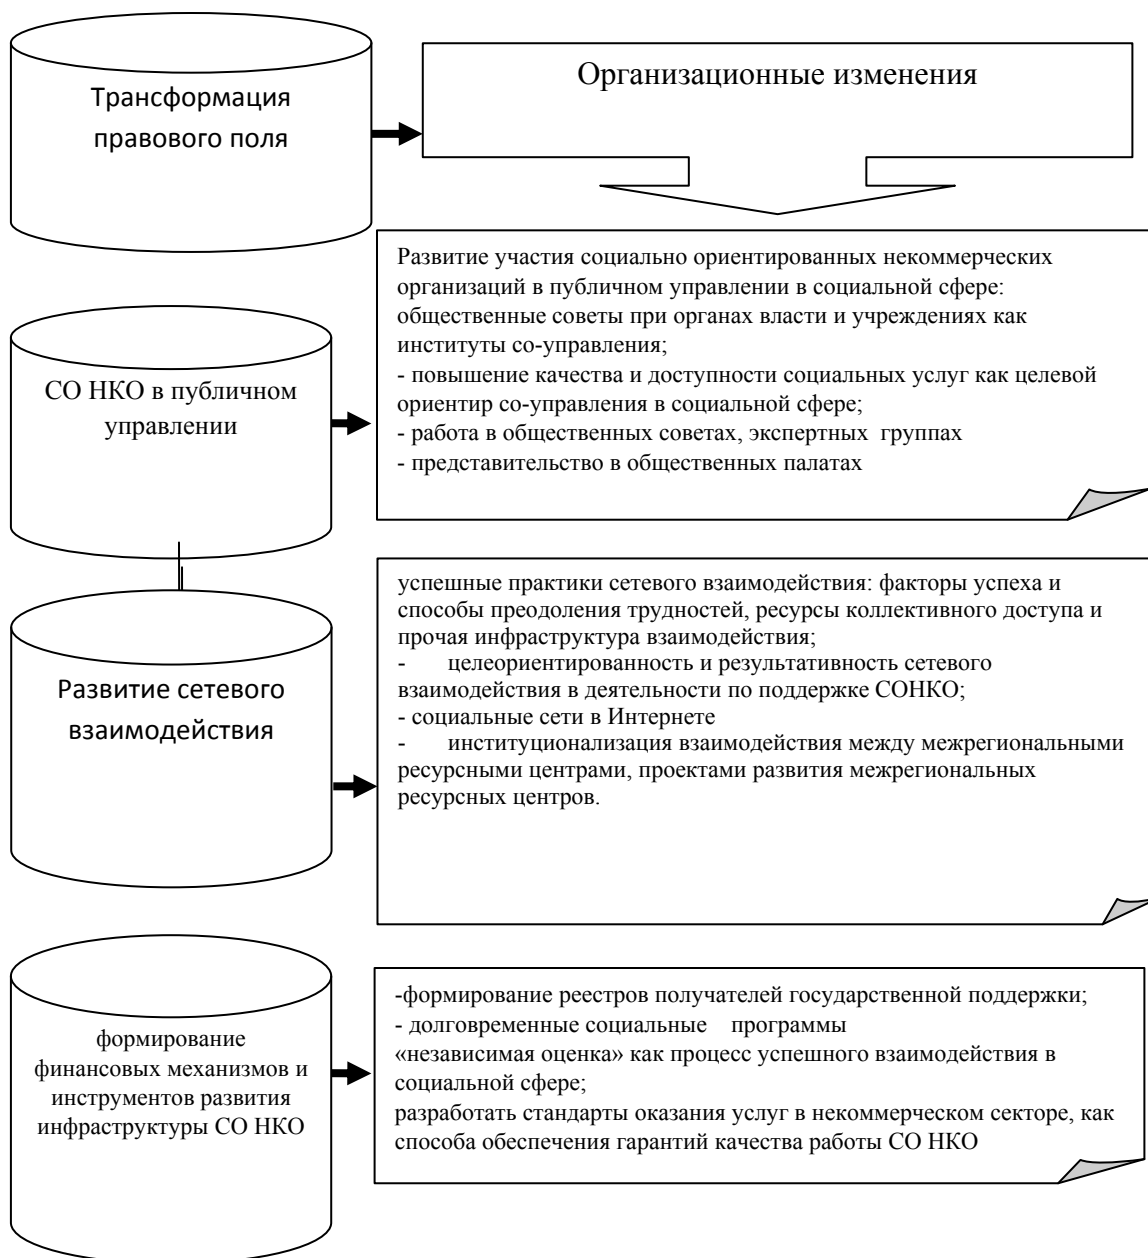 Трансформация
правового поля
Организационные изменения
СО НКО в публичном
управлении
Развитие участия социально ориентированных некоммерческих
организаций в публичном управлении в социальной сфере:
общественные советы при органах власти и учреждениях как
институты со-управления;
- повышение качества и доступности социальных услуг как целевой
ориентир со-управления в социальной сфере;
- работа в общественных советах, экспертных группах
- представительство в общественных палатах
Развитие сетевого
взаимодействия
успешные практики сетевого взаимодействия: факторы успеха и
способы преодоления трудностей, ресурсы коллективного доступа и
прочая инфраструктура взаимодействия;
- целеориентированность и результативность сетевого
взаимодействия в деятельности по поддержке СОНКО;
- социальные сети в Интернете
- институционализация взаимодействия между межрегиональными
ресурсными центрами, проектами развития межрегиональных
ресурсных центров.
формирование
финансовых механизмов и
инструментов развития
инфраструктуры СО НКО
-формирование реестров получателей государственной поддержки;
- долговременные социальные программы
«независимая оценка» как процесс успешного взаимодействия в
социальной сфере;
разработать стандарты оказания услуг в некоммерческом секторе, как
способа обеспечения гарантий качества работы СО НКО